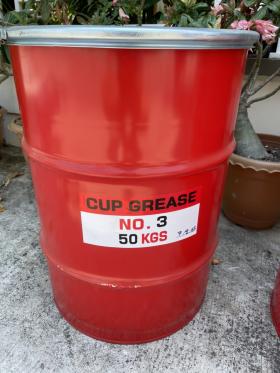 CUP GREASE
NO. 3
50 KGS